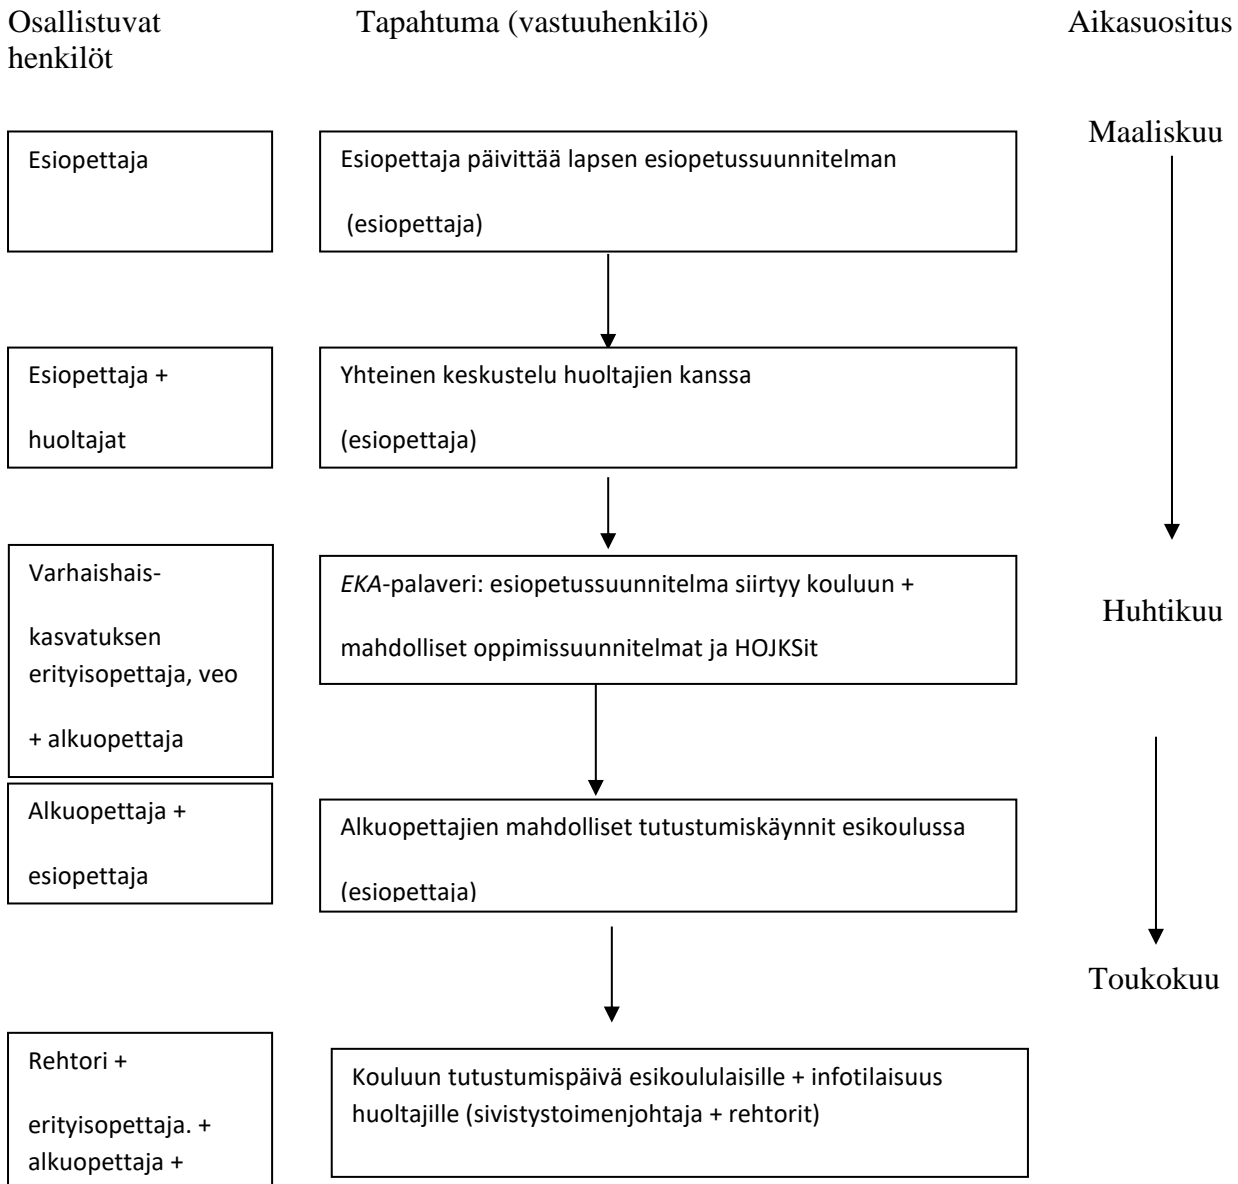 Osallistuvat henkilöt
Tapahtuma (vastuuhenkilö)
Aikasuositus
Maaliskuu
Esiopettaja
Esiopettaja päivittää lapsen esiopetussuunnitelman
(esiopettaja)
Esiopettaja +
huoltajat
Yhteinen keskustelu huoltajien kanssa
(esiopettaja)
Varhaishais-
kasvatuksen
erityisopettaja, veo
+ alkuopettaja
EKA-palaveri: esiopetussuunnitelma siirtyy kouluun +
mahdolliset oppimissuunnitelmat ja HOJKSit
Huhtikuu
Alkuopettaja +
esiopettaja
Alkuopettajien mahdolliset tutustumiskäynnit esikoulussa
(esiopettaja)
Toukokuu
Rehtori +
erityisopettaja. +
alkuopettaja +
Kouluun tutustumispäivä esikoululaisille + infotilaisuus
huoltajille (sivistystoimenjohtaja + rehtorit)